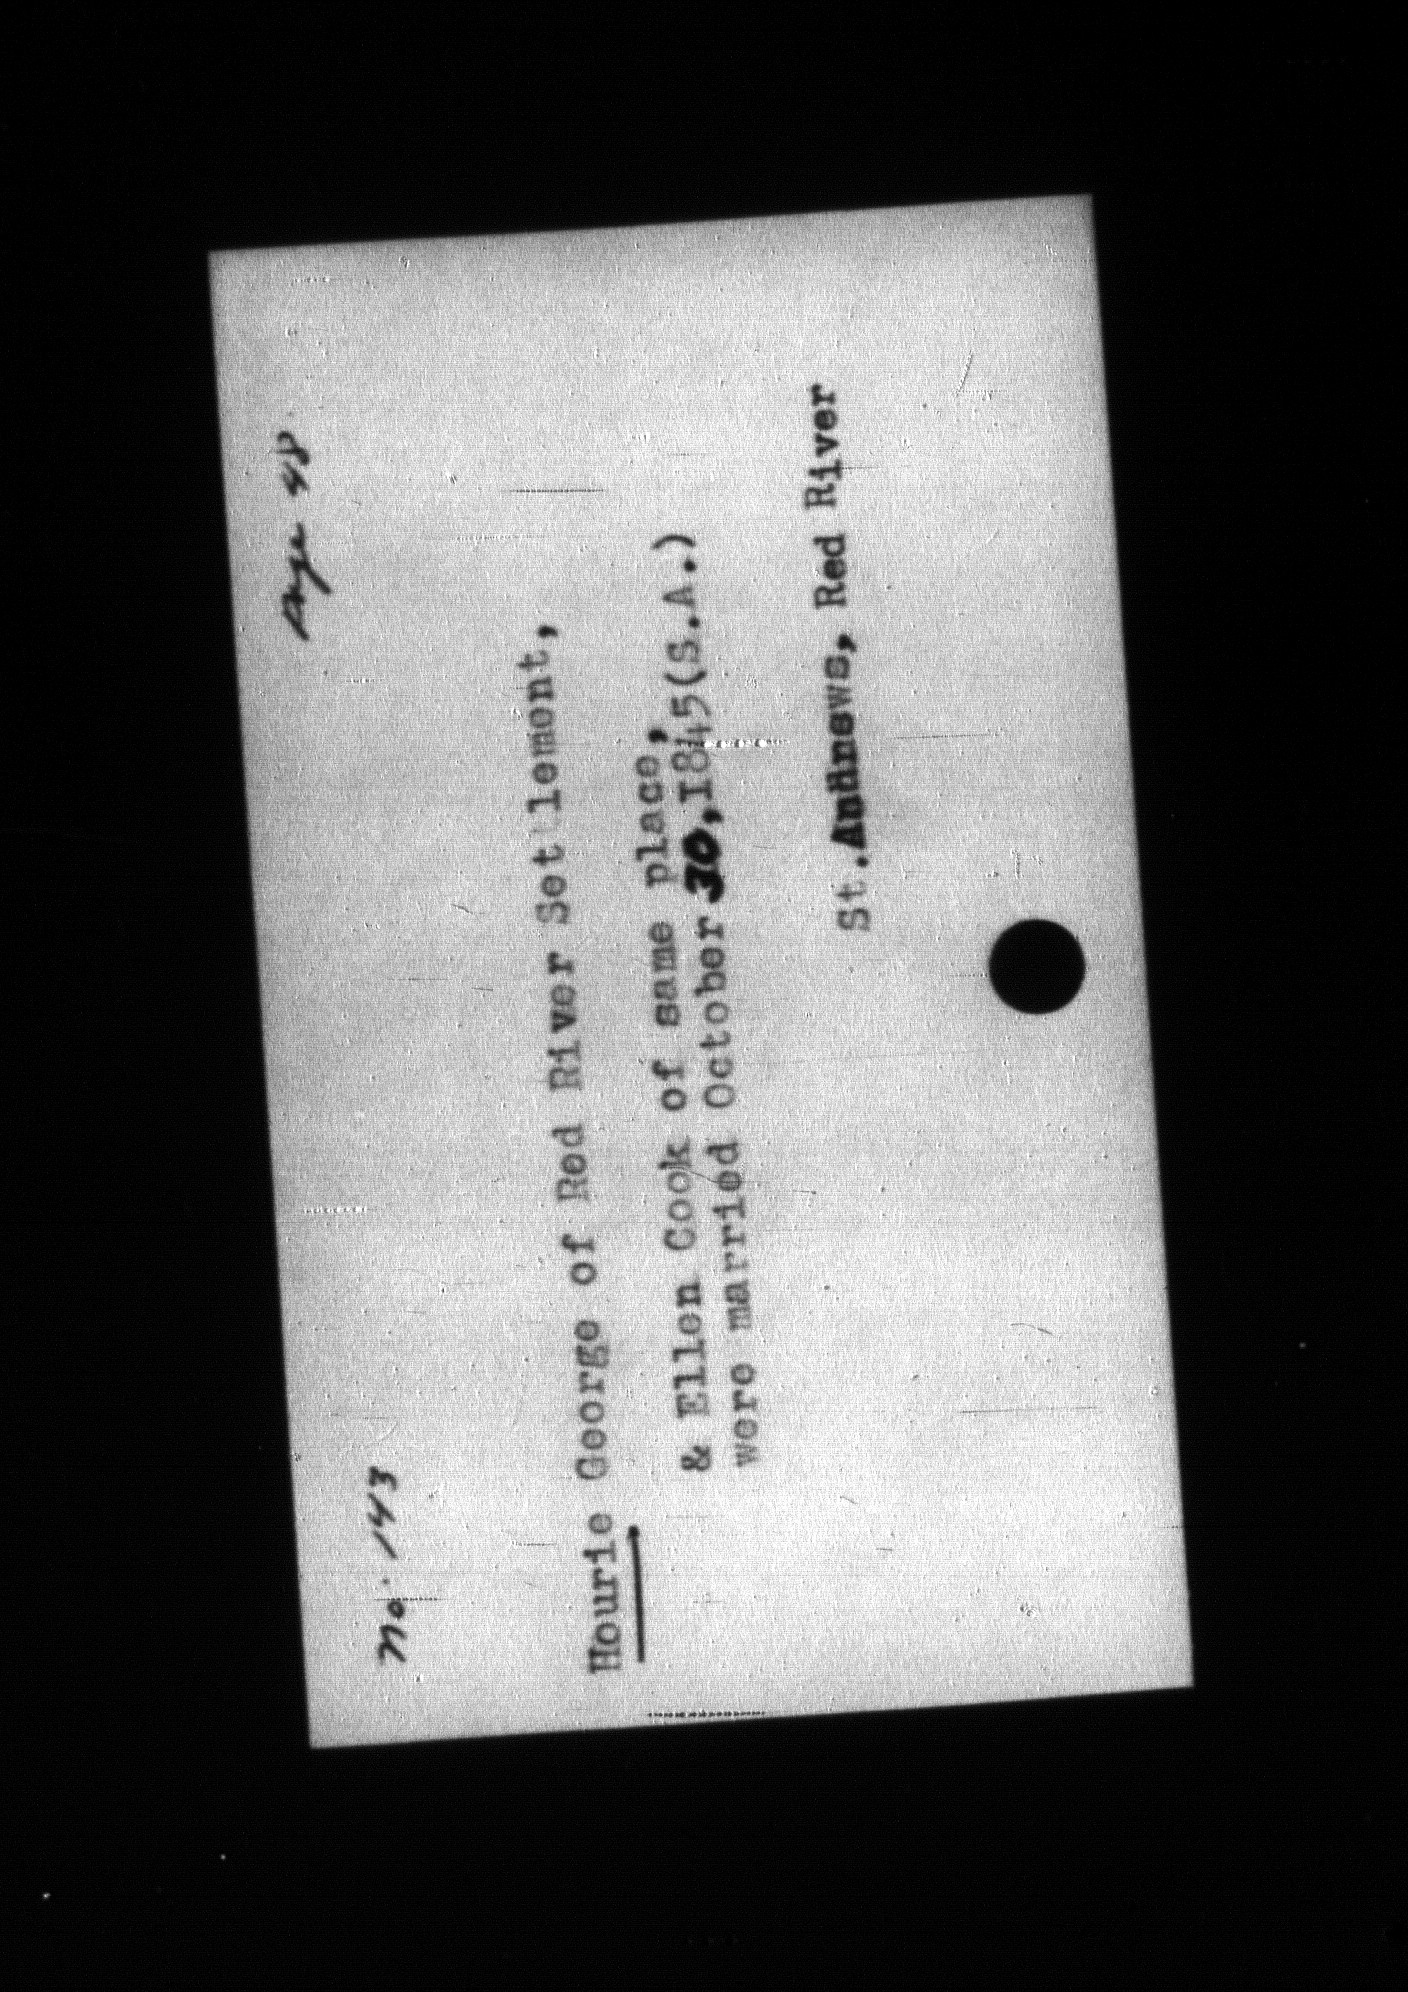 Page 48
No. 143
Hourie George of Red River Settlement,
& Ellen Cook of same place,
were married October 30, 1845(S.A.)
St. Andrews, Red River